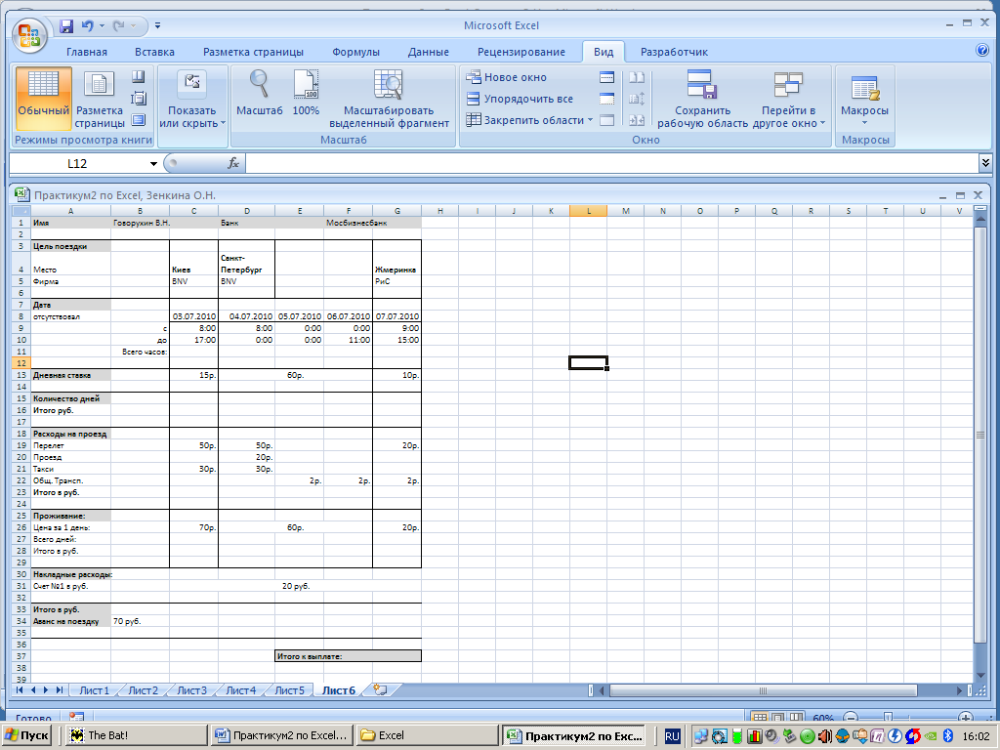 Microsoft Excel
Главная Вставка Разметка страницы Формулы Данные Рецензирование Вид Разработчик
Обычный Разметка страницы Показать или скрыть Масштаб 100% Масштабировать выделенный фрагмент Новое окно Упорядочить все Закрепить области Сохранить рабочую область Перейти в другое окно Макросы
Режимы просмотра книги Масштаб Окно Макросы
L12 fx
Практикум2 по Excel, Зенкина О.Н.
A B C D E F G H I J K L M N O P Q R S T U V
1 Имя Говорухин В.Н. Банк Мосбизнесбанк
2
3 Цель поездки
4 Место Киев Санкт-Петербург Жмеринка
5 Фирма BNV BNV РиС
6
7 Дата
8 отсутствовал 03.07.2010 04.07.2010 05.07.2010 06.07.2010 07.07.2010
9 с 8:00 8:00 0:00 0:00 9:00
10 до 17:00 0:00 0:00 11:00 15:00
11 Всего часов:
12
13 Дневная ставка 15р. 60р. 10р.
14
15 Количество дней
16 Итого руб.
17
18 Расходы на проезд
19 Перелет 50р. 50р. 20р.
20 Проезд 20р.
21 Такси 30р. 30р.
22 Общ. Трансп. 2р. 2р. 2р.
23 Итого в руб.
24
25 Проживание:
26 Цена за 1 день: 70р. 60р. 20р.
27 Всего дней:
28 Итого в руб.
29
30 Накладные расходы:
31 Счет №1 в руб. 20 руб.
32
33 Итого в руб.
34 Аванс на поездку 70 руб.
35
36
37 Итого к выплате:
38
39
Лист1 Лист2 Лист3 Лист4 Лист5 Лист6
Готово 60%
Пуск The Bat! Практикум2 по Excel... Excel Практикум2 по Exc... RU 16:02